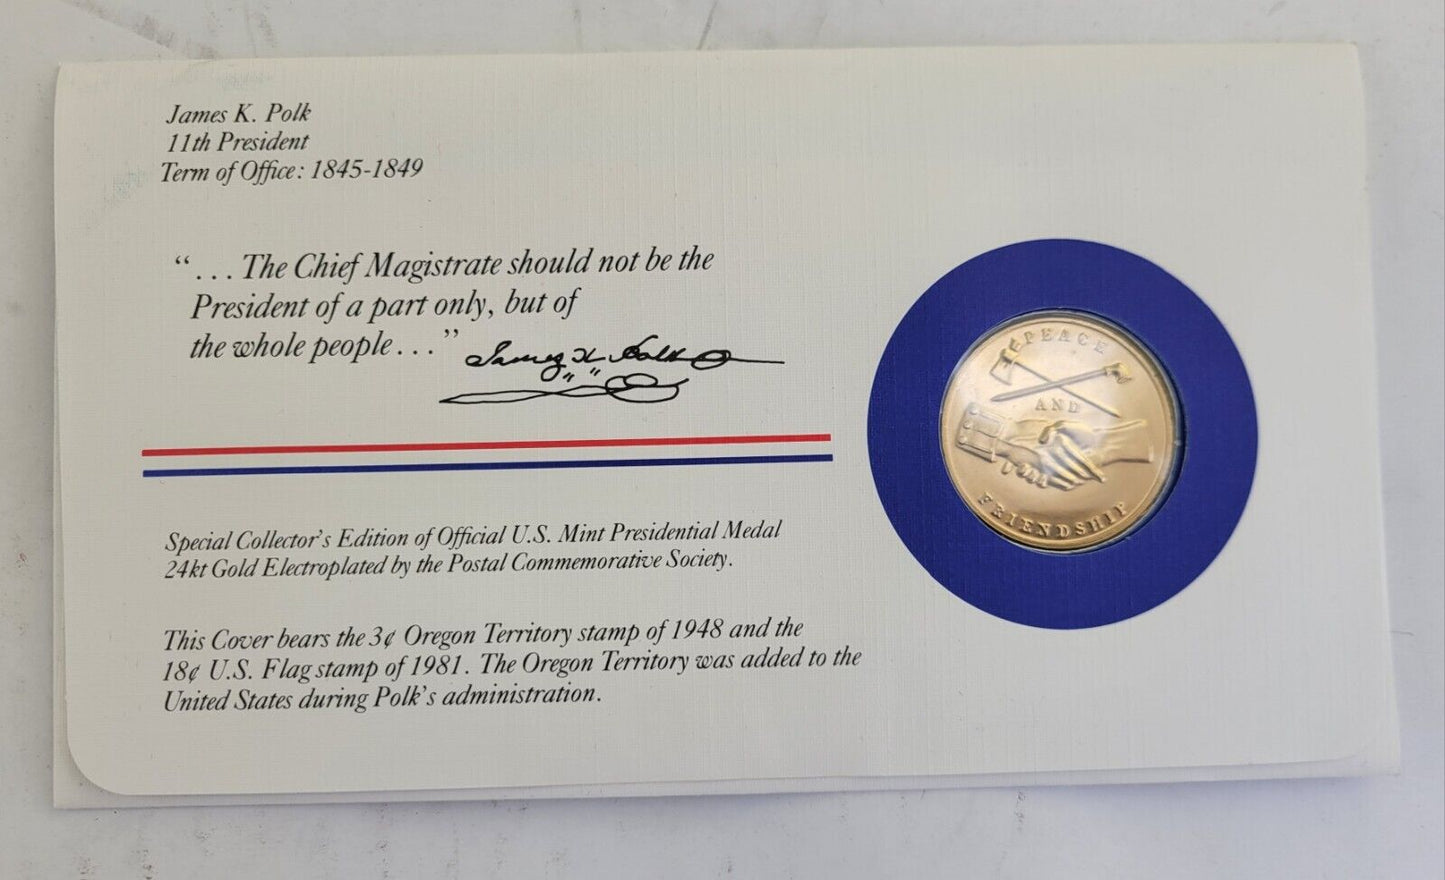 James K. Polk
11th President
Term of Office: 1845-1849
“... The Chief Magistrate should not be the
President of a part only, but of
the whole people...”
James K. Polk
Special Collector's Edition of Official U.S. Mint Presidential Medal
24kt Gold Electroplated by the Postal Commemorative Society.
This Cover bears the 3¢ Oregon Territory stamp of 1948 and the
18¢ U.S. Flag stamp of 1981. The Oregon Territory was added to the
United States during Polk's administration.
PEACE
AND
FRIENDSHIP